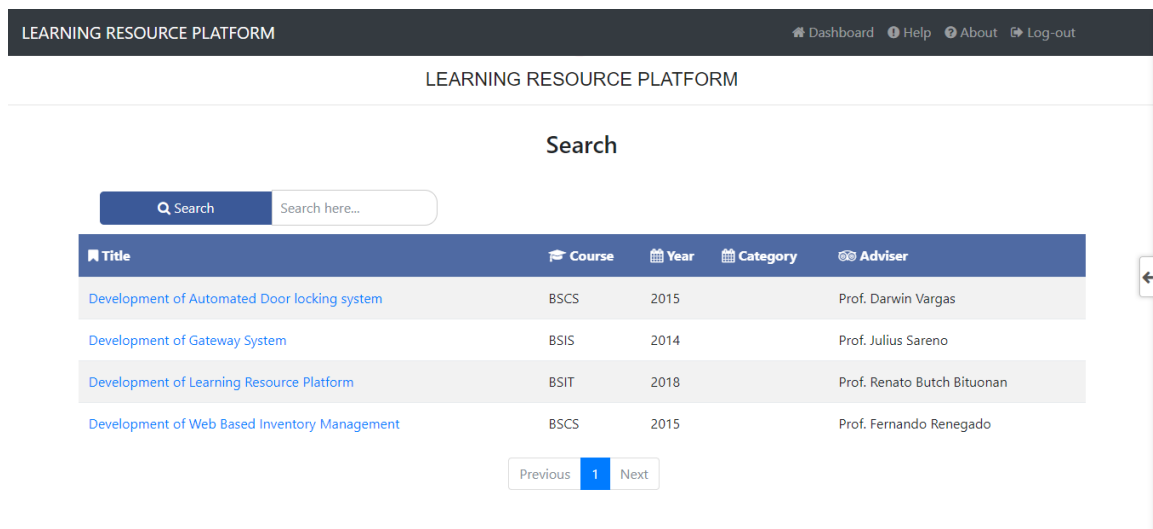 LEARNING RESOURCE PLATFORM Dashboard Help About Log-out
LEARNING RESOURCE PLATFORM
Search
Search Search here...
Title Course Year Category Adviser
Development of Automated Door locking system BSCS 2015 Prof. Darwin Vargas
Development of Gateway System BSIS 2014 Prof. Julius Sareno
Development of Learning Resource Platform BSIT 2018 Prof. Renato Butch Bituonan
Development of Web Based Inventory Management BSCS 2015 Prof. Fernando Renegado
Previous 1 Next